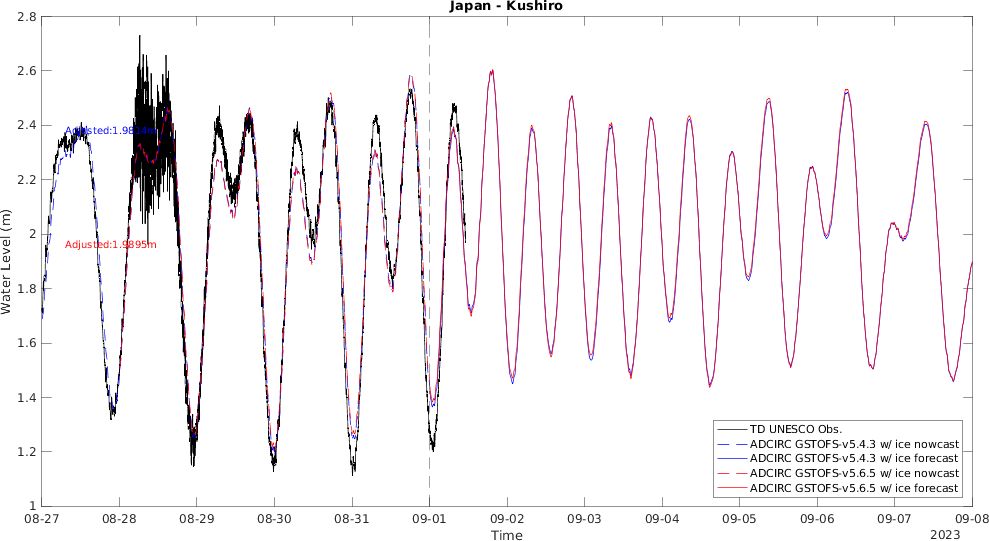 Japan - Kushiro
2.8
2.6
2.4
2.2
2
1.8
1.6
1.4
1.2
1
Water Level (m)
Adjusted:1.9895m
TD UNESCO Obs.
ADCIRC GSTOFS-v5.4.3 w/ ice nowcast
ADCIRC GSTOFS-v5.4.3 w/ ice forecast
ADCIRC GSTOFS-v5.6.5 w/ ice nowcast
ADCIRC GSTOFS-v5.6.5 w/ ice forecast
08-27 08-28 08-29 08-30 08-31 09-01 09-02 09-03 09-04 09-05 09-06 09-07 09-08
Time
2023